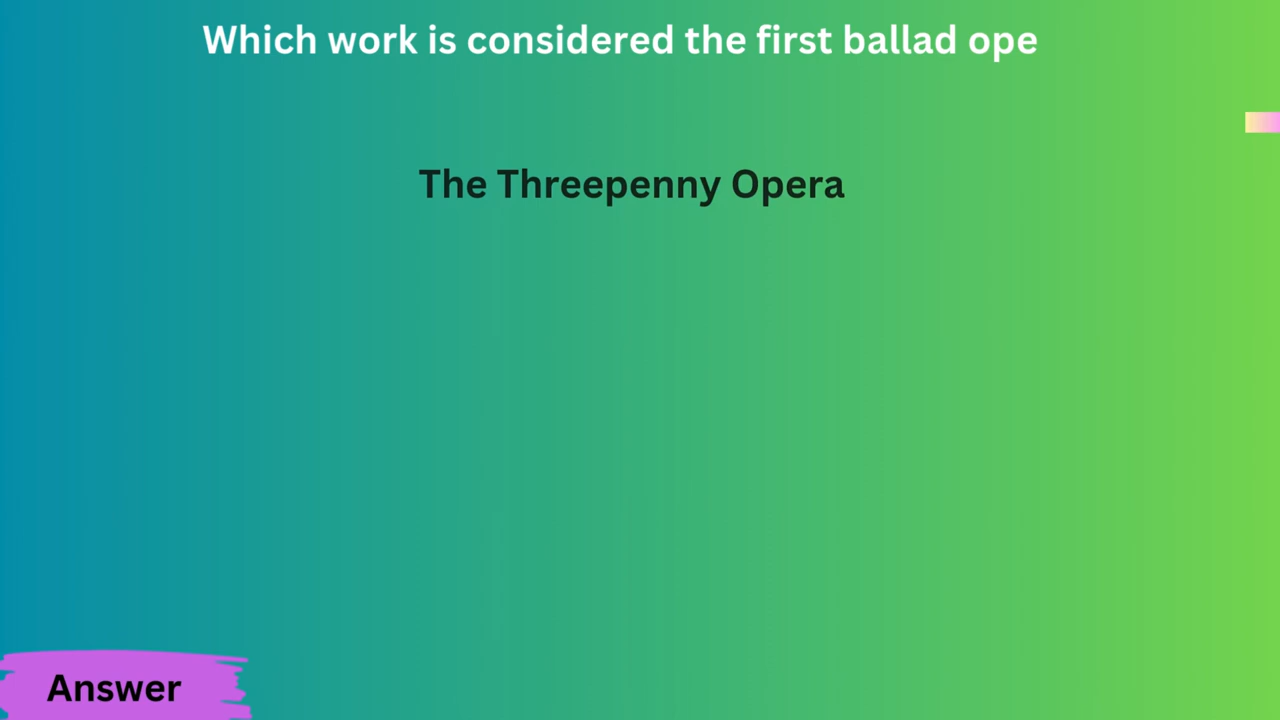 Which work is considered the first ballad ope
The Threepenny Opera
Answer